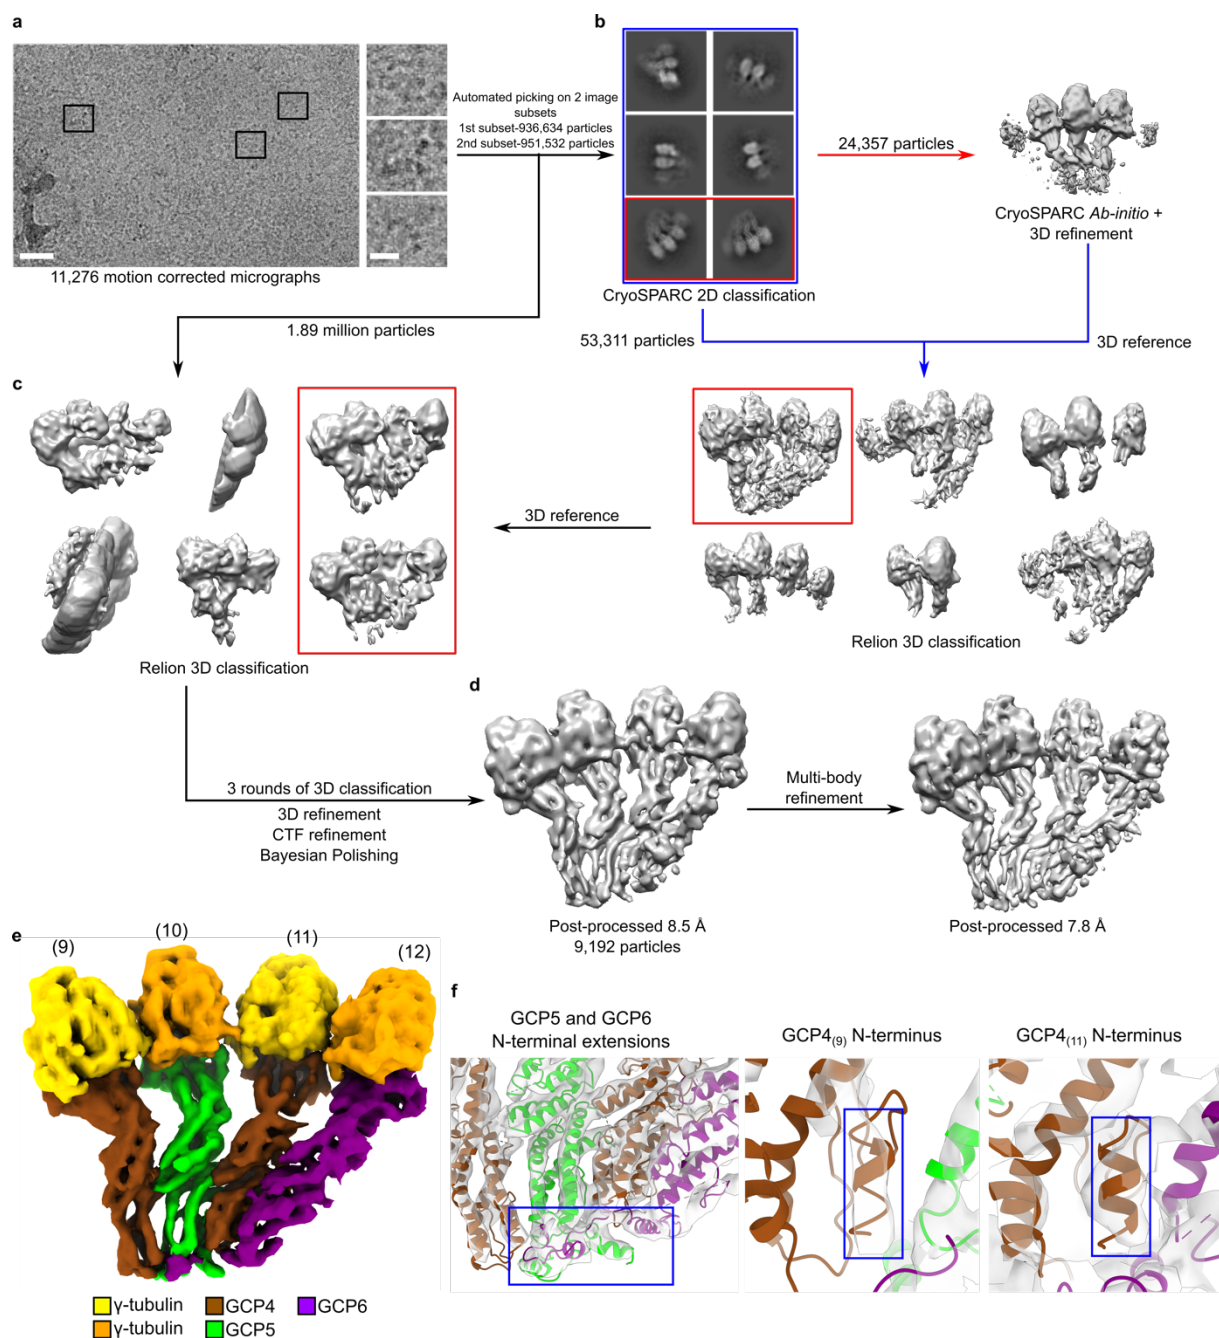 a
Automated picking on 2 image
subsets
1st subset-936,634 particles
2nd subset-951,532 particles
11,276 motion corrected micrographs
b
24,357 particles
CryoSPARC Ab-initio +
3D refinement
CryoSPARC 2D classification
53,311 particles
3D reference
1.89 million particles
c
3D reference
Relion 3D classification
Relion 3D classification
3 rounds of 3D classification
3D refinement
CTF refinement
Bayesian Polishing
d
Multi-body
refinement
Post-processed 8.5 Å
9,192 particles
Post-processed 7.8 Å
e
(9)
(10)
(11)
(12)
γ-tubulin
GCP4
GCP6
γ-tubulin
GCP5
f
GCP5 and GCP6
N-terminal extensions
GCP4(9) N-terminus
GCP4(11) N-terminus